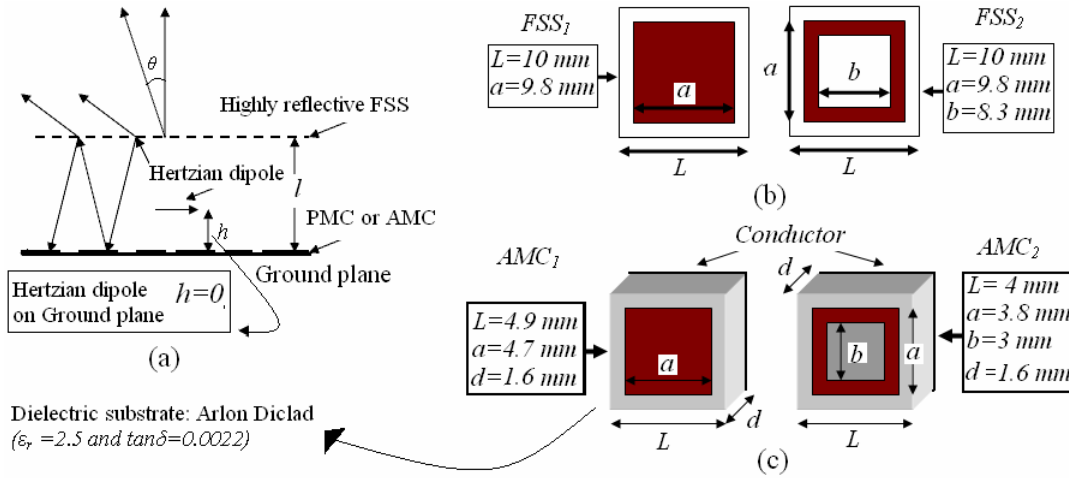 θ
Highly reflective FSS
Hertzian dipole
l
h
PMC or AMC
Ground plane
Hertzian dipole
on Ground plane
h=0,
(a)
Dielectric substrate: Arlon Diclad
(εr =2.5 and tanδ=0.0022)
FSS1
L=10 mm
a=9.8 mm
a
L
FSS2
a
b
L
L=10 mm
a=9.8 mm
b=8.3 mm
(b)
Conductor
AMC1
L=4.9 mm
a=4.7 mm
d=1.6 mm
a
L
d
AMC2
d
b
a
L
L= 4 mm
a=3.8 mm
b=3 mm
d =1.6 mm
(c)